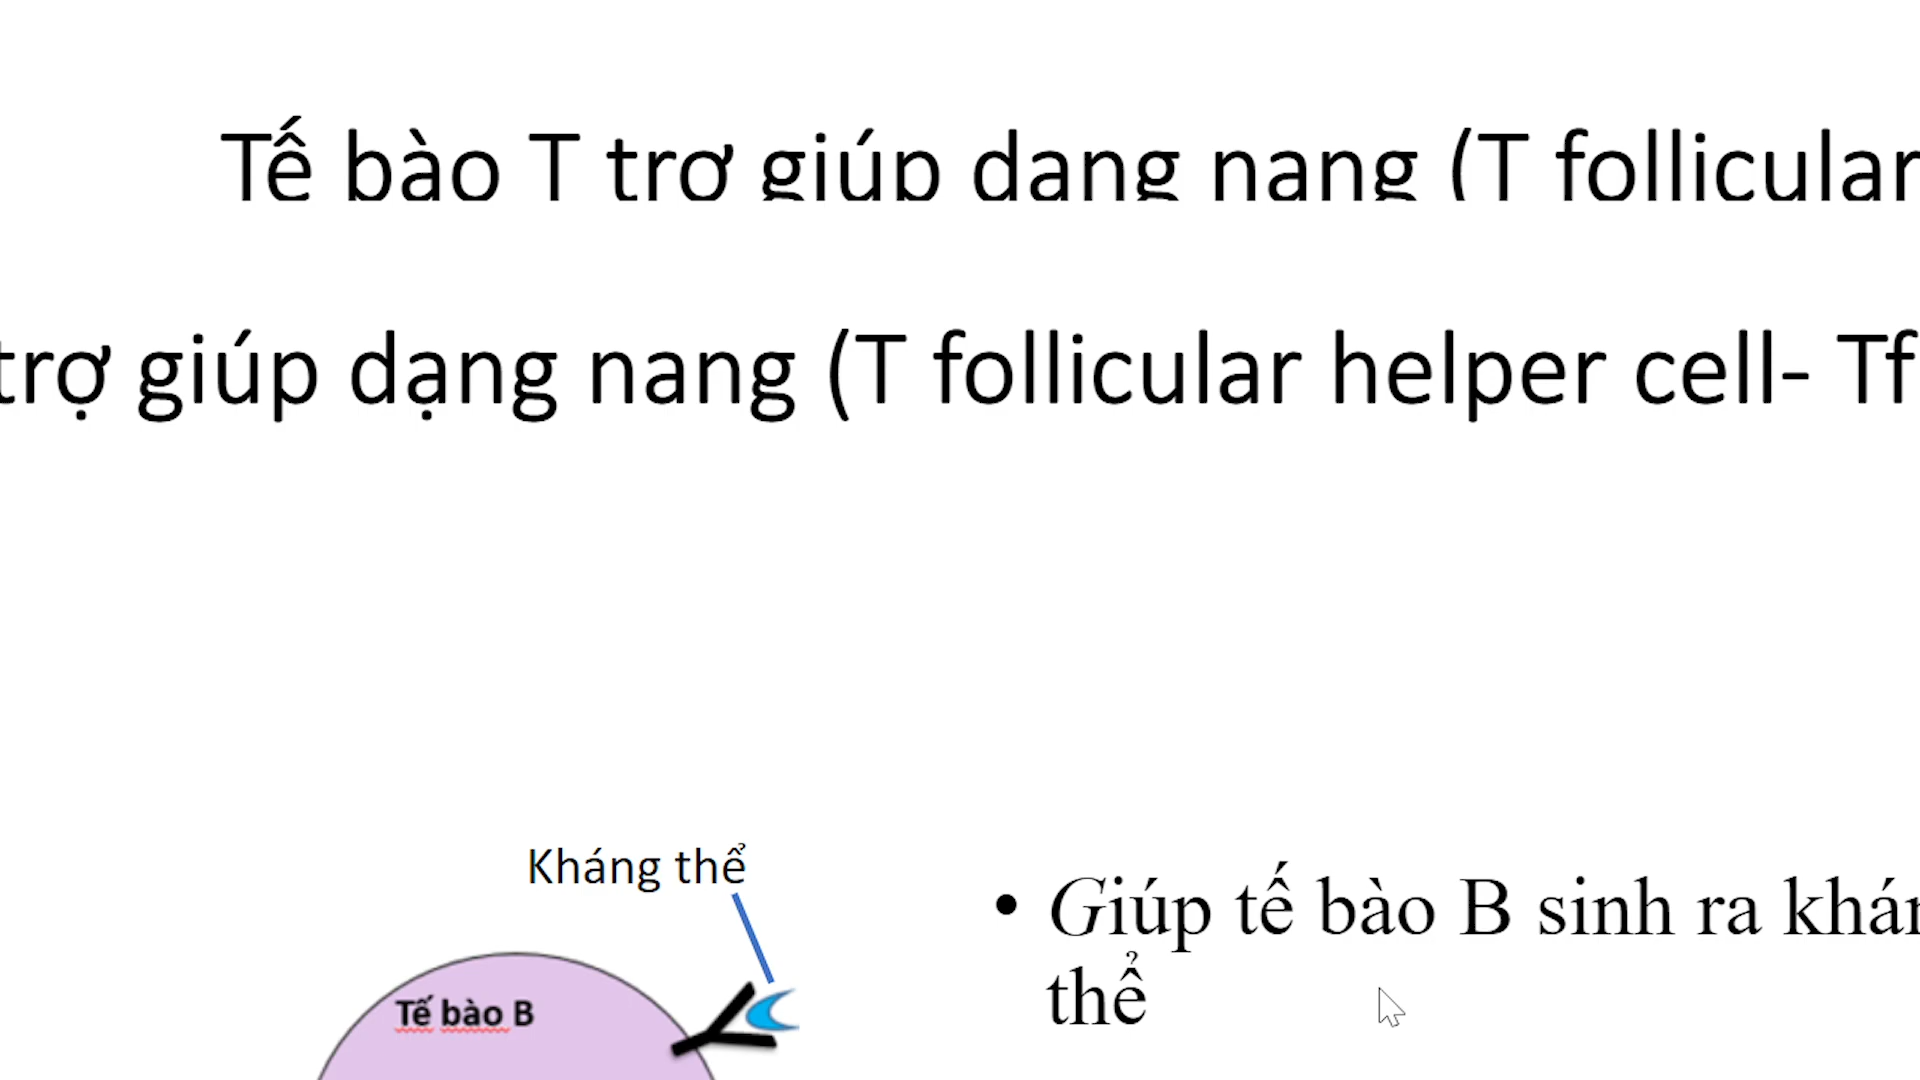 Tế bào T trợ giúp dạng nang (T follicular
trợ giúp dạng nang (T follicular helper cell- Tf
Kháng thể
• Giúp tế bào B sinh ra
thể
Tế bào B